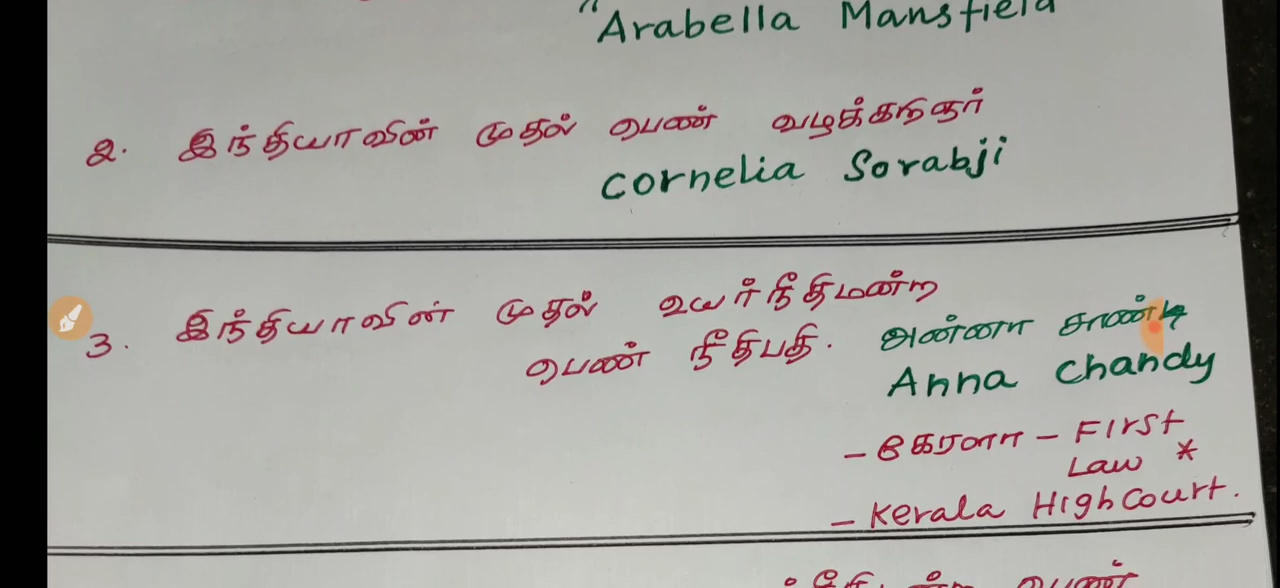 "Arabella Mansfield
2. இந்தியாவின் முதல் பெண் வழக்கறிஞர்
Cornelia Sorabji
3. இந்தியாவின் முதல் உயர்நீதிமன்ற
பெண் நீதிபதி. அன்னா சாண்டி
Anna Chandy
– கேரளா – First
Law *
– Kerala HighCourt.
பெண்